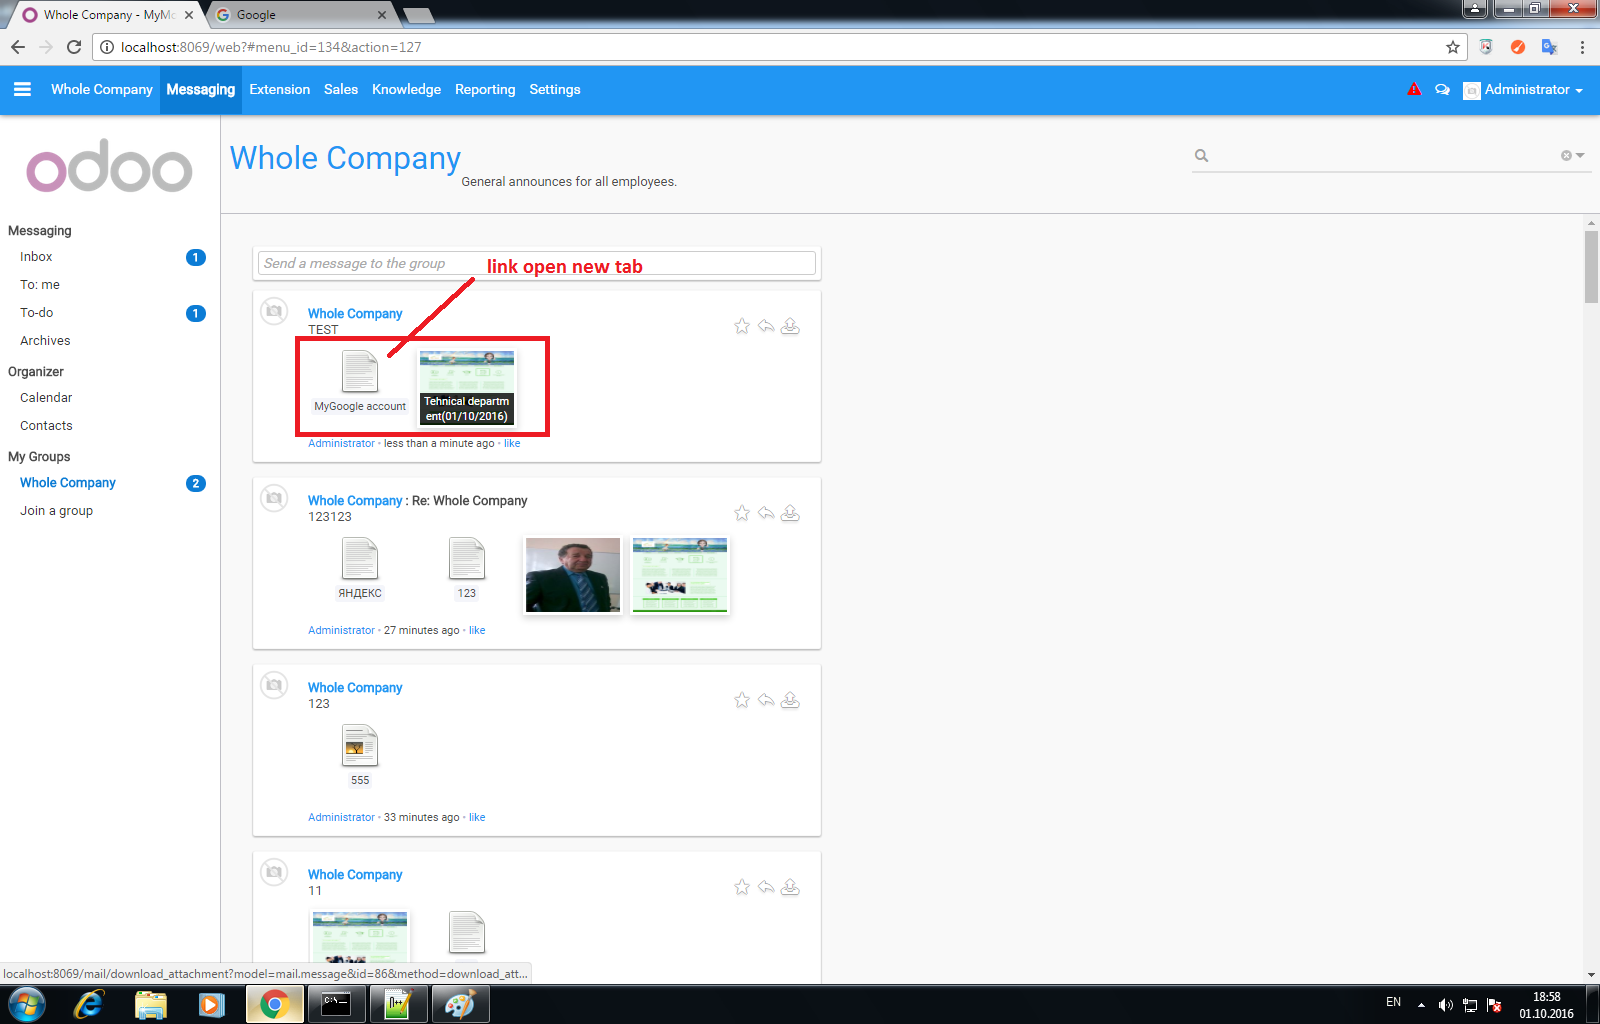 Whole Company - MyMo
Google
localhost:8069/web?#menu_id=134&action=127
Whole Company
Messaging
Extension
Sales
Knowledge
Reporting
Settings
Administrator
odoo
Whole Company
General announces for all employees.
Messaging
Inbox
1
To: me
To-do
1
Archives
Organizer
Calendar
Contacts
My Groups
Whole Company
2
Join a group
Send a message to the group
link open new tab
Whole Company
TEST
MyGoogle account
Tehnical departm
ent(01/10/2016)
Administrator • less than a minute ago • like
Whole Company : Re: Whole Company
123123
ЯНДЕКС
123
Administrator • 27 minutes ago • like
Whole Company
123
555
Administrator • 33 minutes ago • like
Whole Company
11
localhost:8069/mail/download_attachment?model=mail.message&id=86&method=download_att...
EN
18:58
01.10.2016